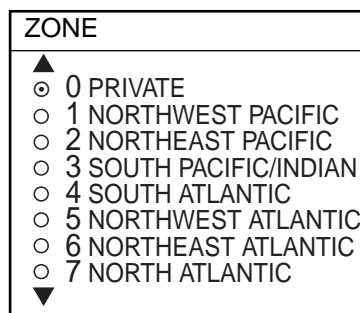 ZONE
0 PRIVATE
1 NORTHWEST PACIFIC
2 NORTHEAST PACIFIC
3 SOUTH PACIFIC/INDIAN
4 SOUTH ATLANTIC
5 NORTHWEST ATLANTIC
6 NORTHEAST ATLANTIC
7 NORTH ATLANTIC